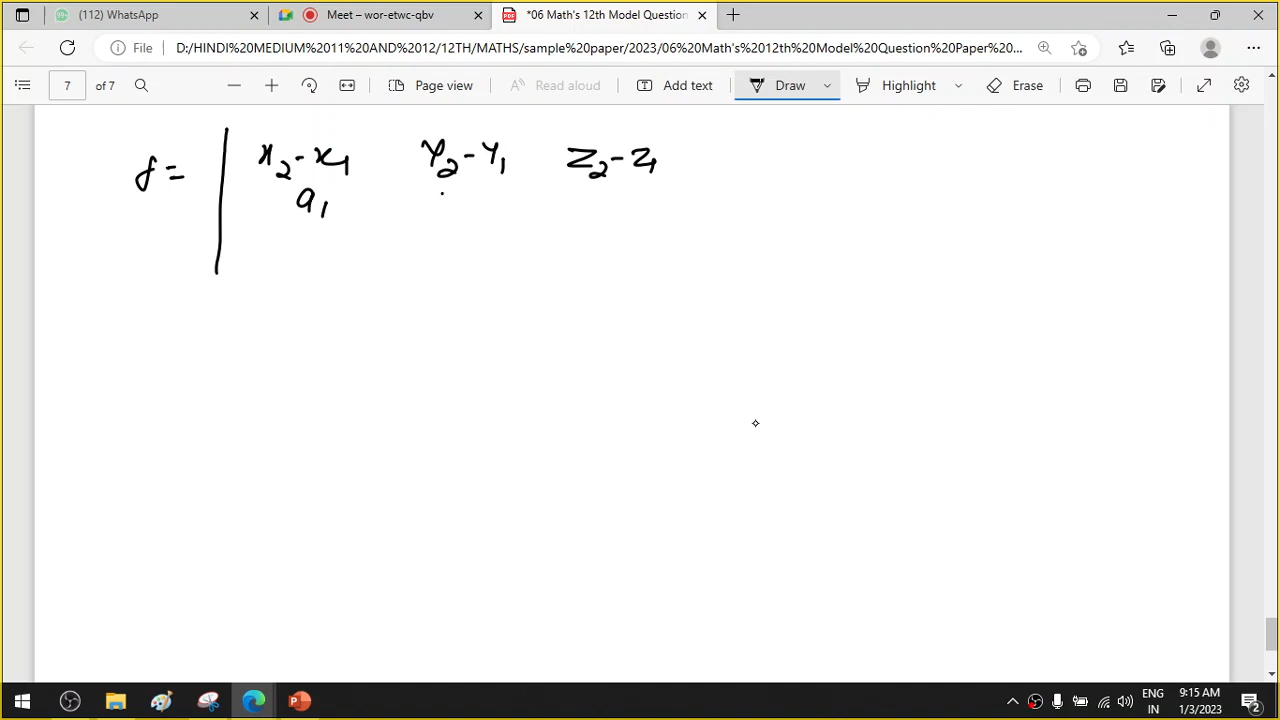 (112) WhatsApp
Meet – wor-etwc-qbv
*06 Math's 12th Model Question
File
D:/HINDI%20MEDIUM%2011%20AND%2012/12TH/MATHS/sample%20paper/2023/06%20Math's%2012th%20Model%20Question%20Paper%20...
7 of 7
Page view
Read aloud
Add text
Draw
Highlight
Erase
x₂-x₁ y₂-y₁ z₂-z₁
a₁
ENG 9:15 AM
IN 1/3/2023
2